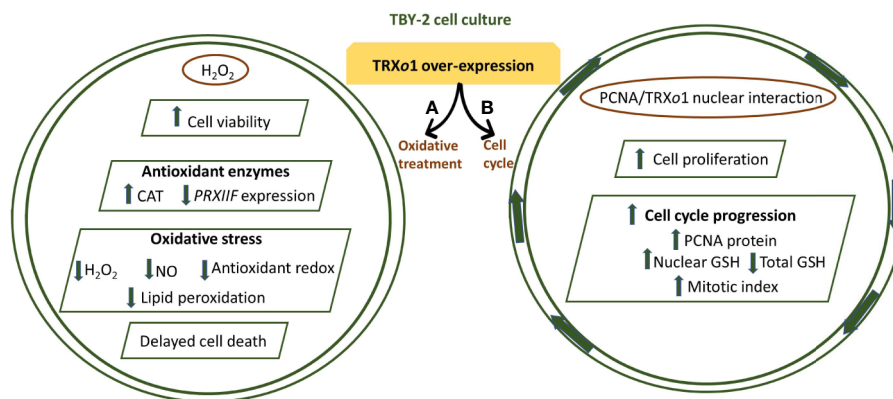 TBY-2 cell culture
TRXo1 over-expression
A B
Oxidative treatment
Cell cycle
H₂O₂
Cell viability
Antioxidant enzymes
CAT PRXIIF expression
Oxidative stress
H₂O₂ NO Antioxidant redox
Lipid peroxidation
Delayed cell death
PCNA/TRXo1 nuclear interaction
Cell proliferation
Cell cycle progression
PCNA protein
Nuclear GSH Total GSH
Mitotic index